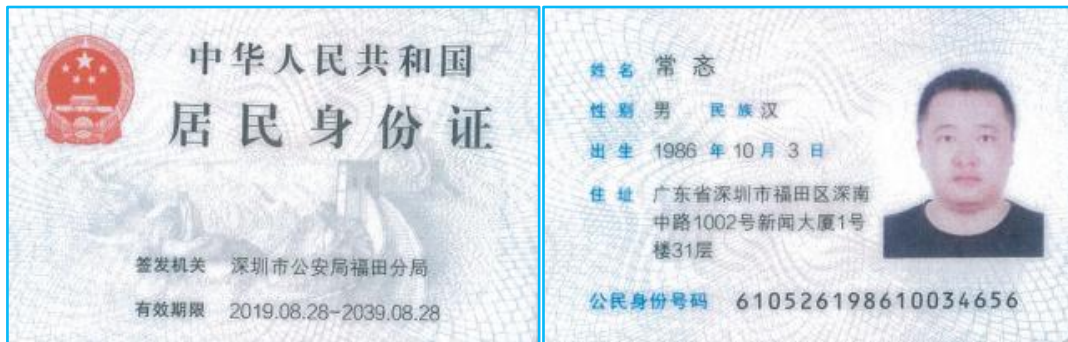 中华人民共和国
居民身份证
签发机关 深圳市公安局福田分局
有效期限 2019.08.28-2039.08.28
姓名 常忞
性别 男 民族 汉
出生 1986 年 10 月 3 日
住址 广东省深圳市福田区深南
中路1002号新闻大厦1号
楼31层
公民身份号码 610526198610034656